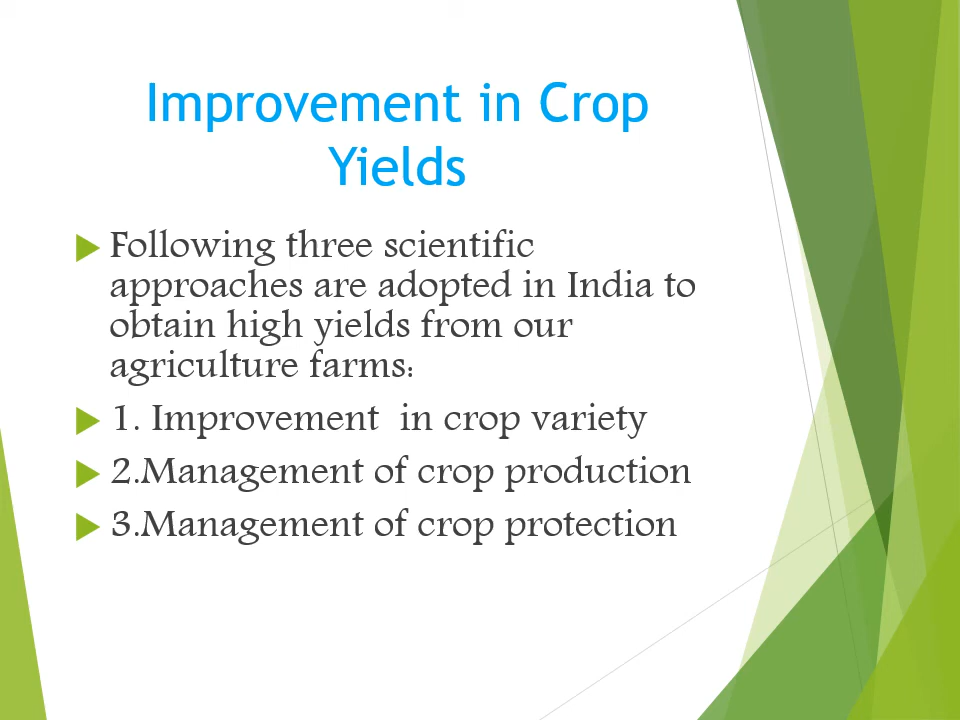 Improvement in Crop
Yields
Following three scientific
approaches are adopted in India to
obtain high yields from our
agriculture farms:
1. Improvement  in crop variety
2.Management of crop production
3.Management of crop protection